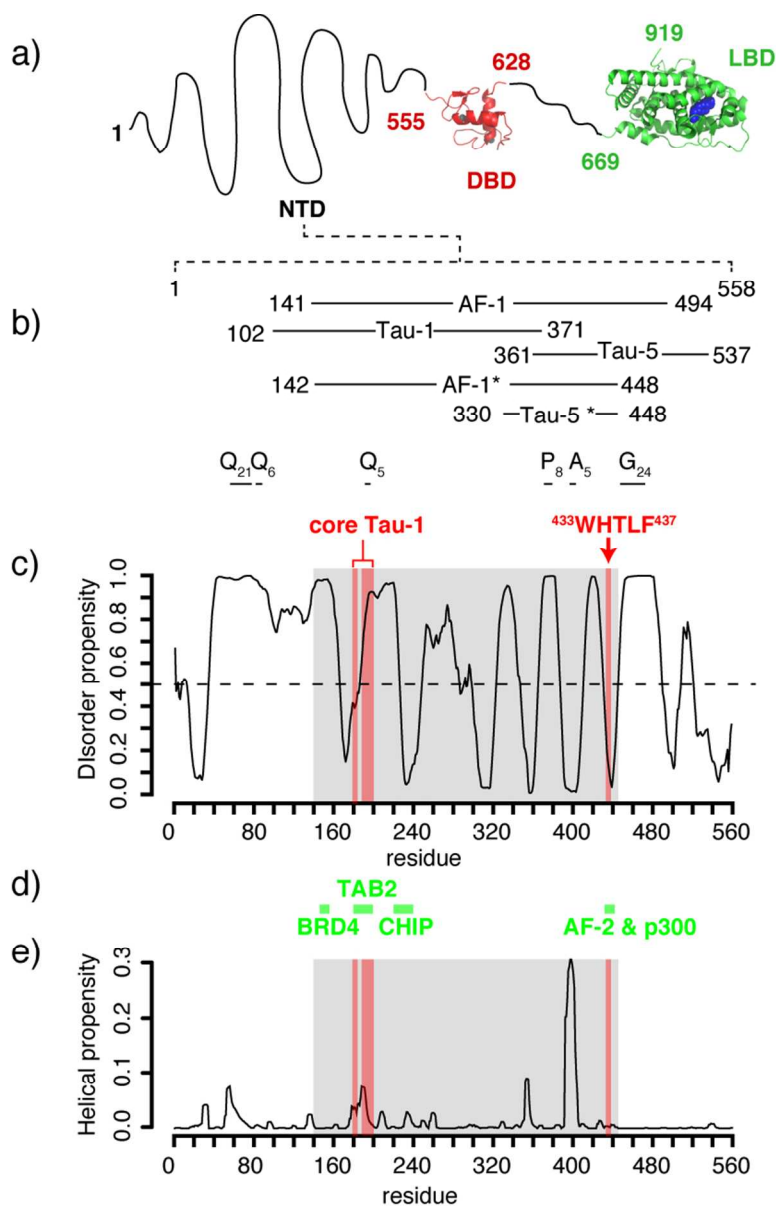 a)
919
LBD
628
1
555
DBD
669
NTD
1
558
b)
141 AF-1 494
102 Tau-1 371
361 Tau-5 537
142 AF-1* 448
330 Tau-5 * 448
Q21 Q6 Q5 P8 A5 G24
core Tau-1
433WHTLF437
c)
DIsorder propensity
1.0
0.8
0.6
0.4
0.2
0.0
0 80 160 240 320 400 480 560
residue
d)
TAB2
BRD4 CHIP AF-2 & p300
e)
Helical propensity
0.3
0.2
0.1
0.0
0 80 160 240 320 400 480 560
residue